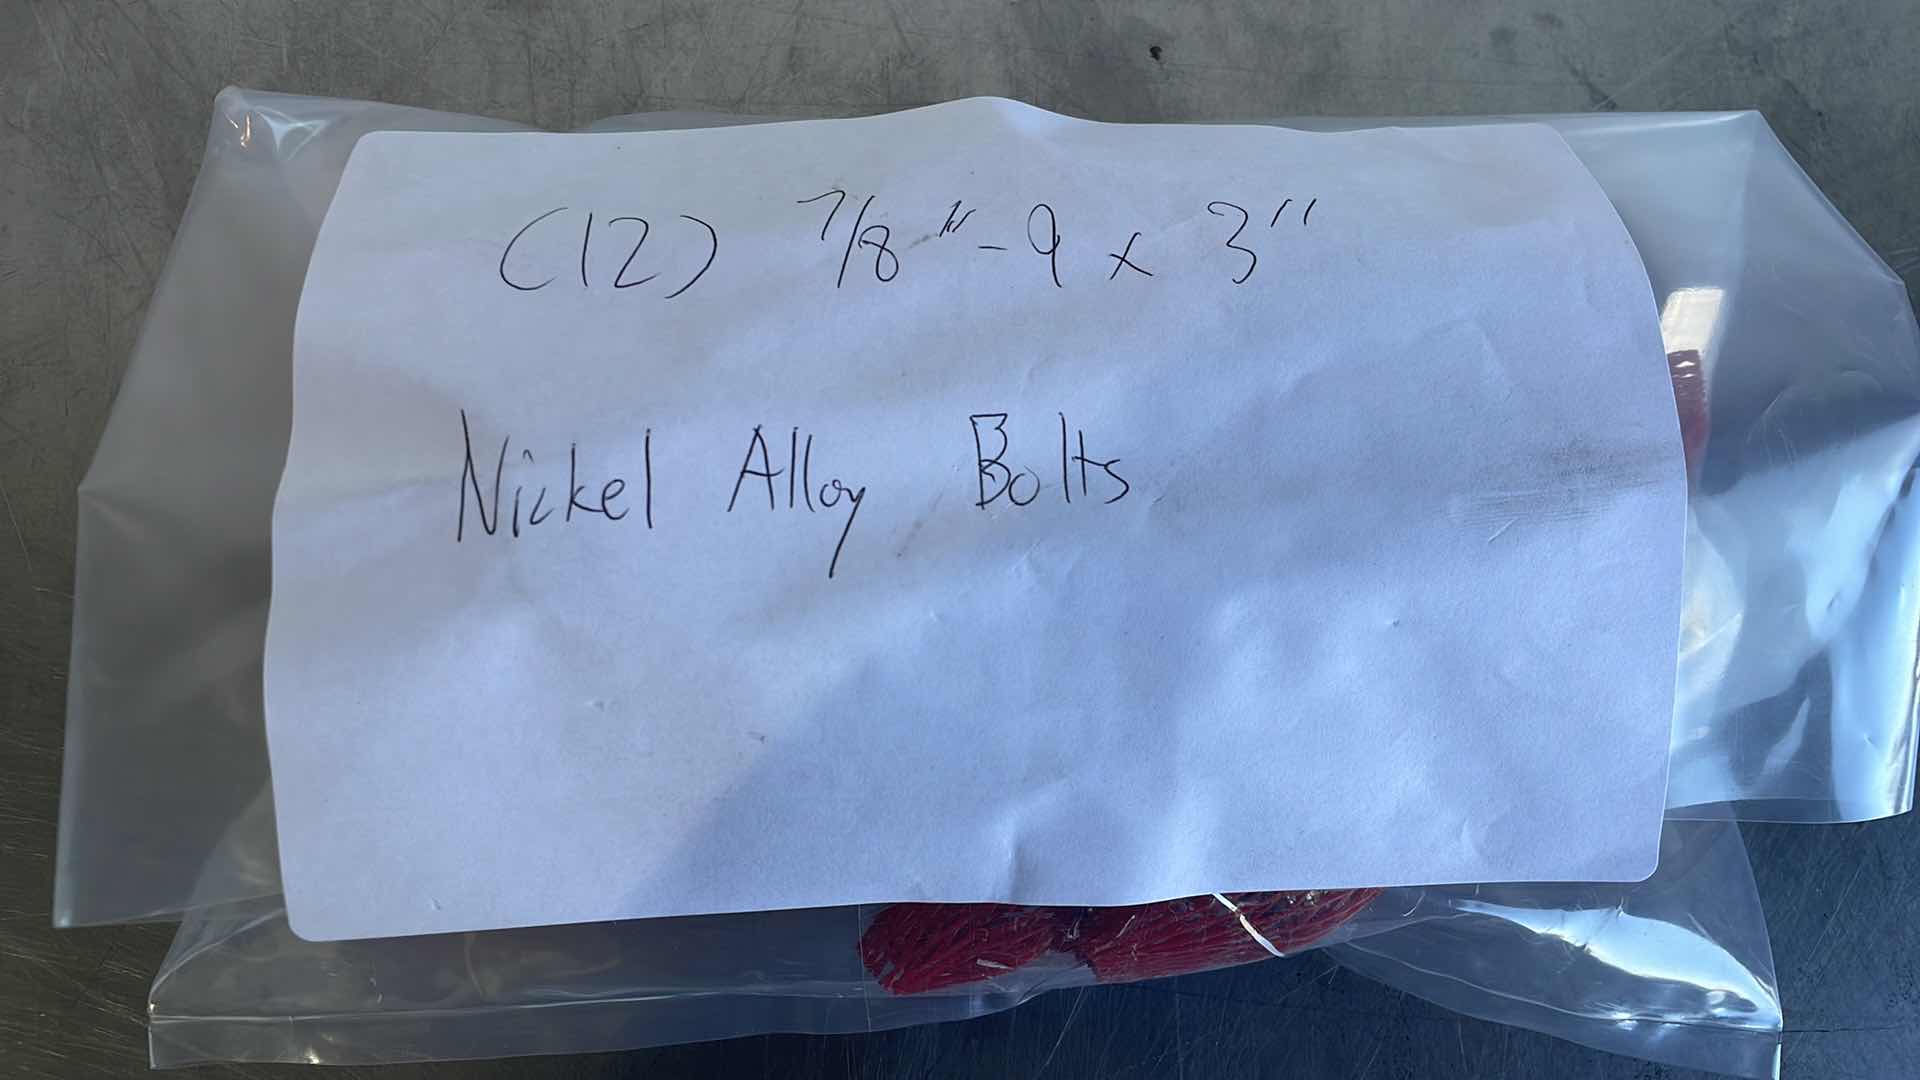 (12) 7/8"-9 x 3"
Nickel Alloy Bolts